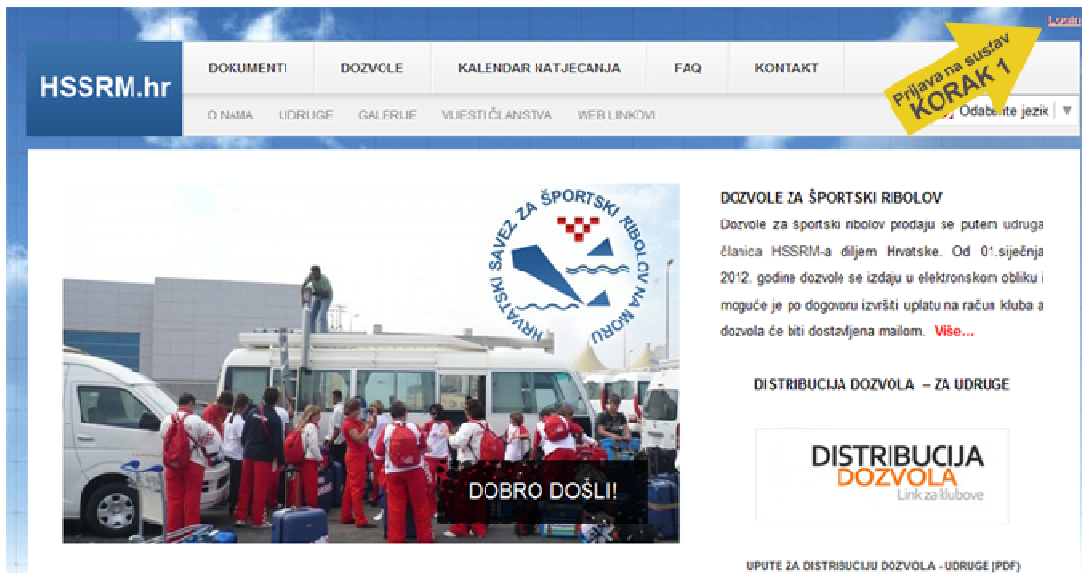 Login
Prijava na sustav
KORAK 1
HSSRM.hr
DOKUMENTI DOZVOLE KALENDAR NATJECANJA FAQ KONTAKT
O NAMA UDRUGE GALERIJE VIJESTI ČLANSTVA WEB LINKOVI
Odaberite jezik
HRVATSKI SAVEZ ZA ŠPORTSKI RIBOLOV NA MORU
DOBRO DOŠLI!
DOZVOLE ZA ŠPORTSKI RIBOLOV
Dozvole za športski ribolov prodaju se putem udruga
članica HSSRM-a diljem Hrvatske. Od 01.siječnja
2012. godine dozvole se izdaju u elektronskom obliku i
moguće je po dogovoru izvršiti uplatu na račun kluba a
dozvola će biti dostavljena mailom. Više...
DISTRIBUCIJA DOZVOLA – ZA UDRUGE
DISTRIBUCIJA
DOZVOLA
Link za klubove
UPUTE ZA DISTRIBUCIJU DOZVOLA - UDRUGE (PDF)